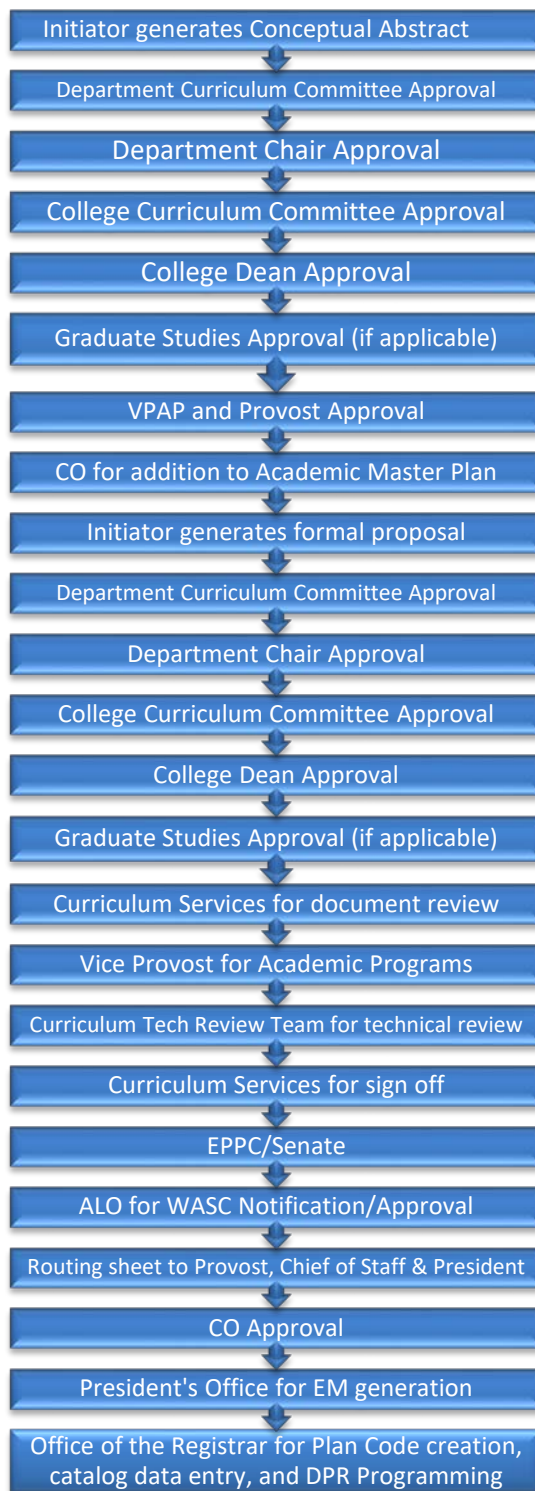 Initiator generates Conceptual Abstract
Department Curriculum Committee Approval
Department Chair Approval
College Curriculum Committee Approval
College Dean Approval
Graduate Studies Approval (if applicable)
VPAP and Provost Approval
CO for addition to Academic Master Plan
Initiator generates formal proposal
Department Curriculum Committee Approval
Department Chair Approval
College Curriculum Committee Approval
College Dean Approval
Graduate Studies Approval (if applicable)
Curriculum Services for document review
Vice Provost for Academic Programs
Curriculum Tech Review Team for technical review
Curriculum Services for sign off
EPPC/Senate
ALO for WASC Notification/Approval
Routing sheet to Provost, Chief of Staff & President
CO Approval
President's Office for EM generation
Office of the Registrar for Plan Code creation,
catalog data entry, and DPR Programming